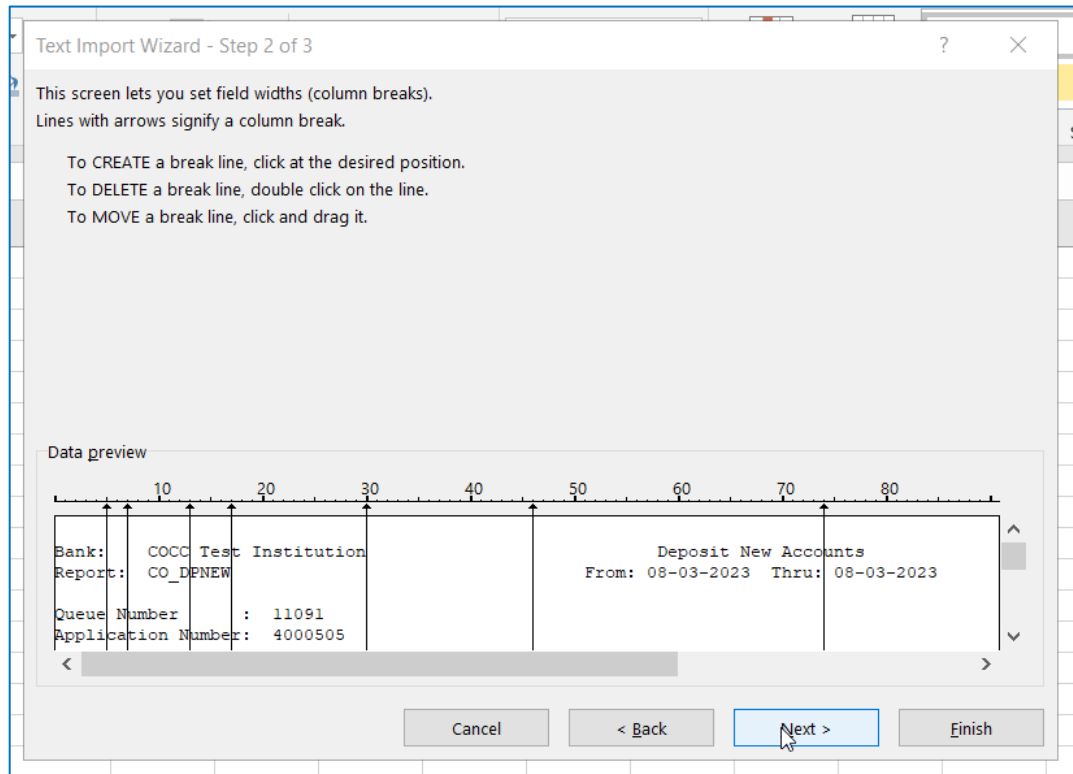 Text Import Wizard - Step 2 of 3
?
This screen lets you set field widths (column breaks).
Lines with arrows signify a column break.
To CREATE a break line, click at the desired position.
To DELETE a break line, double click on the line.
To MOVE a break line, click and drag it.
Data preview
10 20 30 40 50 60 70 80
Bank: COCC Test Institution Deposit New Accounts
Report: CO_DPNEW From: 08-03-2023 Thru: 08-03-2023
Queue Number : 11091
Application Number: 4000505
Cancel < Back Next > Finish